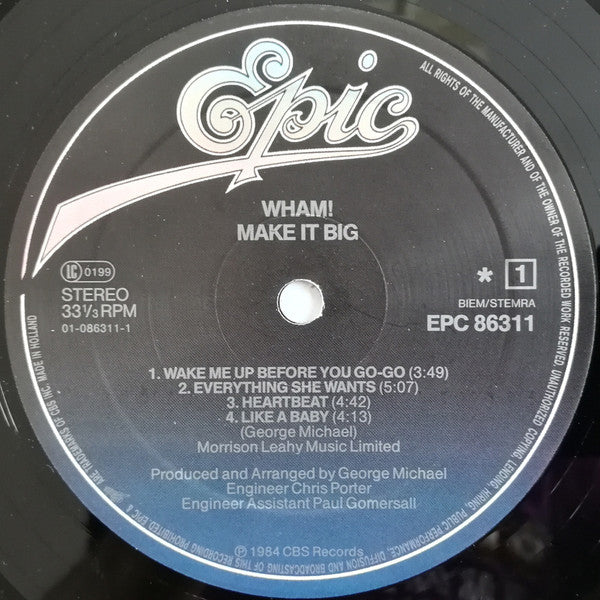 Epic
WHAM!
MAKE IT BIG
LC 0199
STEREO
33⅓ RPM
01-086311-1
* 1
BIEM/STEMRA
EPC 86311
1. WAKE ME UP BEFORE YOU GO-GO (3:49)
2. EVERYTHING SHE WANTS (5:07)
3. HEARTBEAT (4:42)
4. LIKE A BABY (4:13)
(George Michael)
Morrison Leahy Music Limited
Produced and Arranged by George Michael
Engineer Chris Porter
Engineer Assistant Paul Gomersall
℗ 1984 CBS Records
ALL RIGHTS OF THE MANUFACTURER AND OF THE OWNER OF THE RECORDED WORK RESERVED. UNAUTHORIZED COPYING, LENDING, HIRING, PUBLIC PERFORMANCE, DIFFUSION AND BROADCASTING OF THIS RECORDING PROHIBITED EPIC & ARE TRADEMARKS OF CBS INC. MADE IN HOLLAND